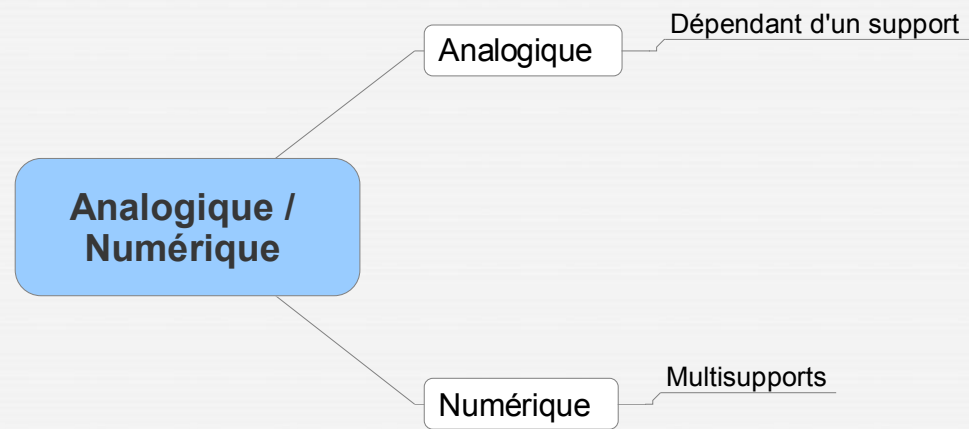 Analogique /
Numérique
Analogique
Dépendant d'un support
Numérique
Multisupports